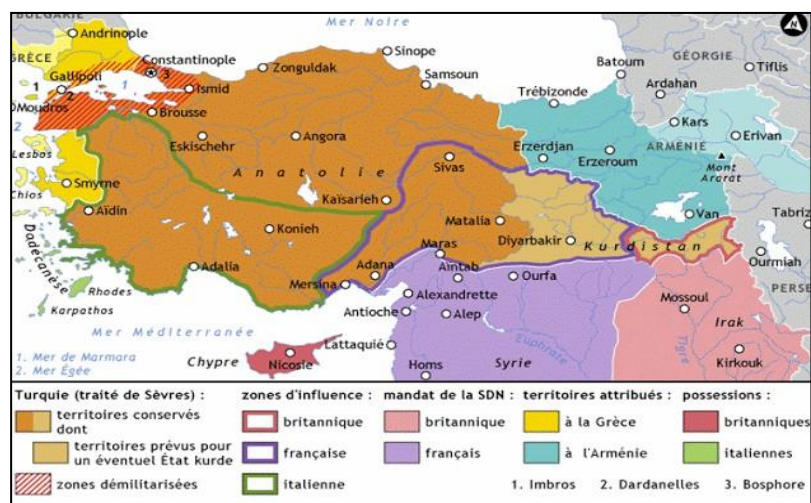 BULGARIE
Mer Noire
N
Andrinople
Sinope
GÉORGIE
GRÈCE
Constantinople
Zonguldak
Batoum
Tiflis
Gallipoli
3
Samsoun
Ardahan
1
2
1
Ismid
Trébizonde
Moudros
Brousse
Kars
Erivan
2
Eskischehr
Angora
Erzerdjan
Erzeroum
ARMÉNIE
Lesbos
Anatolie
Sivas
Mont
Ararat
Smyrne
Kaïsarieh
Chios
Aïdin
Konieh
Matalia
Van
Tabriz
Diyarbakir
Kurdistan
Dodécanèse
Adalia
Maras
Ourmiah
Adana
Aïntab
Ourfa
PERSE
Rhodes
Mersina
Alexandrette
Mossoul
Karpathos
Antioche
Alep
Irak
Mer Méditerranée
Lattaquié
Euphrate
Tigre
1. Mer de Marmara
Chypre
Syrie
Kirkouk
2. Mer Égée
Nicosie
Homs
Turquie (traité de Sèvres) :
territoires conservés
dont
territoires prévus pour
un éventuel État kurde
zones démilitarisées
zones d'influence :
britannique
française
italienne
mandat de la SDN :
britannique
français
territoires attribués :
à la Grèce
à l'Arménie
possessions :
britanniques
italiennes
1. Imbros 2. Dardanelles 3. Bosphore